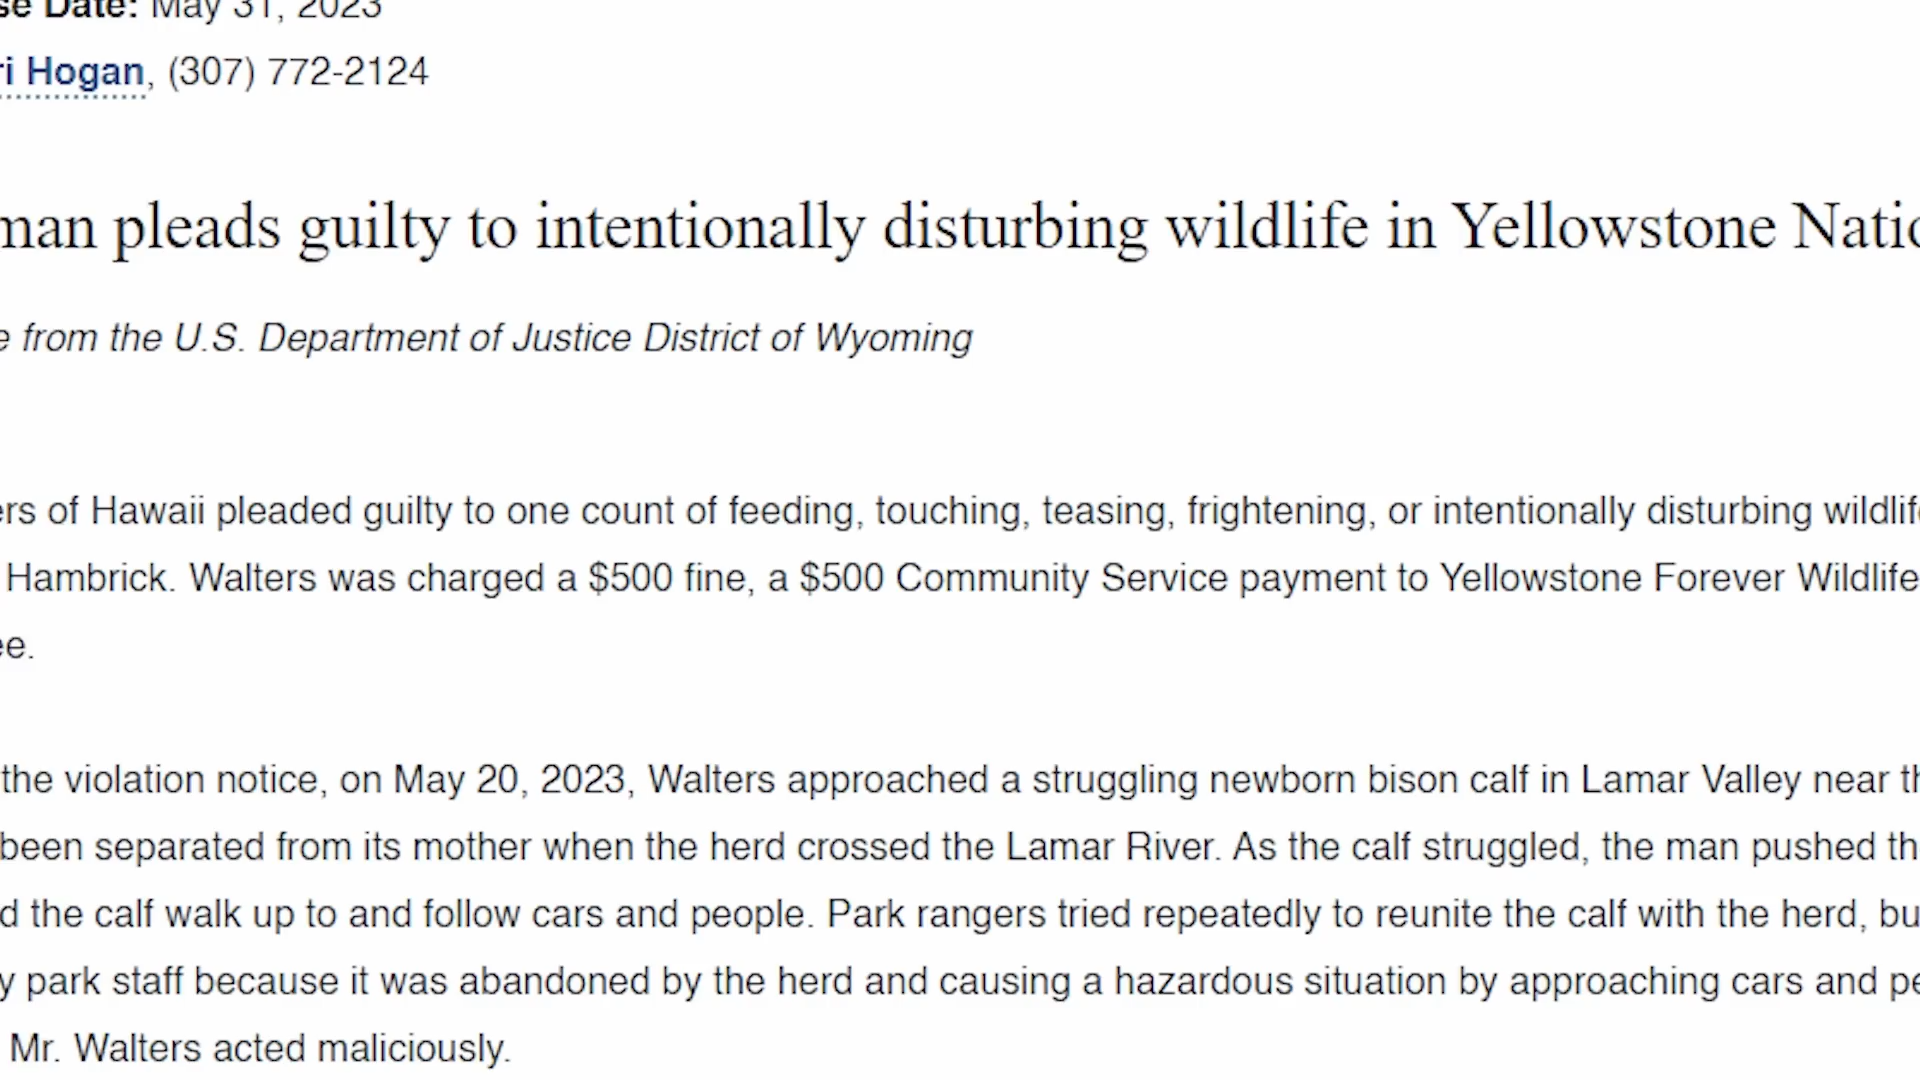 se Date: May 31, 2023
ri Hogan, (307) 772-2124
man pleads guilty to intentionally disturbing wildlife in Yellowstone Natio
e from the U.S. Department of Justice District of Wyoming
ers of Hawaii pleaded guilty to one count of feeding, touching, teasing, frightening, or intentionally disturbing wildlife
Hambrick. Walters was charged a $500 fine, a $500 Community Service payment to Yellowstone Forever Wildlife
ee.
the violation notice, on May 20, 2023, Walters approached a struggling newborn bison calf in Lamar Valley near th
been separated from its mother when the herd crossed the Lamar River. As the calf struggled, the man pushed th
d the calf walk up to and follow cars and people. Park rangers tried repeatedly to reunite the calf with the herd, bu
y park staff because it was abandoned by the herd and causing a hazardous situation by approaching cars and pe
Mr. Walters acted maliciously.